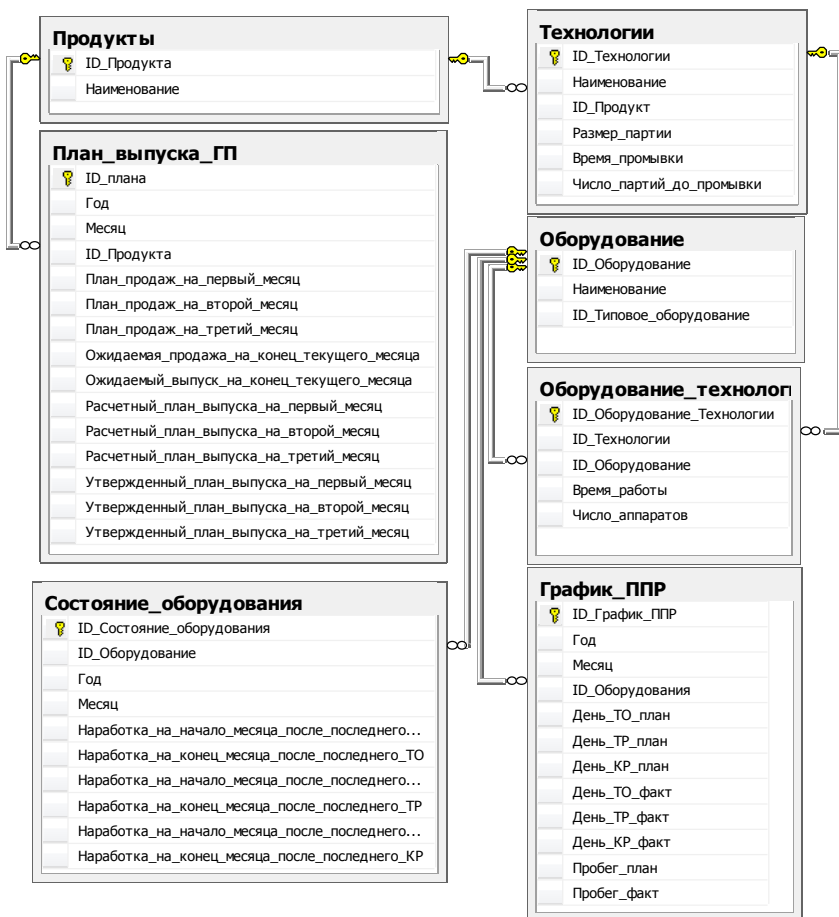 Продукты
ID_Продукта
Наименование
План_выпуска_ГП
ID_плана
Год
Месяц
ID_Продукта
План_продаж_на_первый_месяц
План_продаж_на_второй_месяц
План_продаж_на_третий_месяц
Ожидаемая_продажа_на_конец_текущего_месяца
Ожидаемый_выпуск_на_конец_текущего_месяца
Расчетный_план_выпуска_на_первый_месяц
Расчетный_план_выпуска_на_второй_месяц
Расчетный_план_выпуска_на_третий_месяц
Утвержденный_план_выпуска_на_первый_месяц
Утвержденный_план_выпуска_на_второй_месяц
Утвержденный_план_выпуска_на_третий_месяц
Состояние_оборудования
ID_Состояние_оборудования
ID_Оборудование
Год
Месяц
Наработка_на_начало_месяца_после_последнего...
Наработка_на_конец_месяца_после_последнего_ТО
Наработка_на_начало_месяца_после_последнего...
Наработка_на_конец_месяца_после_последнего_ТР
Наработка_на_начало_месяца_после_последнего...
Наработка_на_конец_месяца_после_последнего_КР
Технологии
ID_Технологии
Наименование
ID_Продукт
Размер_партии
Время_промывки
Число_партий_до_промывки
Оборудование
ID_Оборудование
Наименование
ID_Типовое_оборудование
Оборудование_технологи
ID_Оборудование_Технологии
ID_Технологии
ID_Оборудование
Время_работы
Число_аппаратов
График_ППР
ID_График_ППР
Год
Месяц
ID_Оборудования
День_ТО_план
День_ТР_план
День_КР_план
День_ТО_факт
День_ТР_факт
День_КР_факт
Пробег_план
Пробег_факт